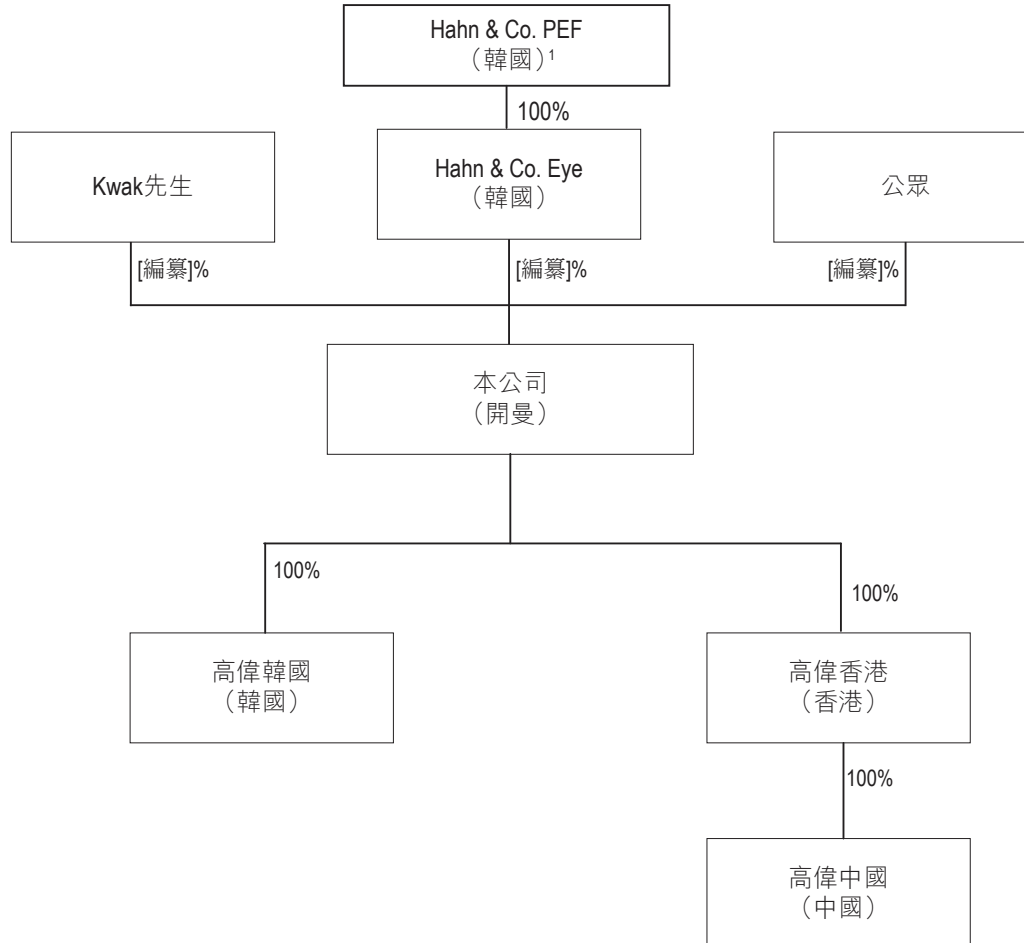 Hahn & Co. PEF
（韓國）¹
100%
Kwak先生
Hahn & Co. Eye
（韓國）
公眾
[編纂]%
[編纂]%
[編纂]%
本公司
（開曼）
100%
100%
高偉韓國
（韓國）
高偉香港
（香港）
100%
高偉中國
（中國）